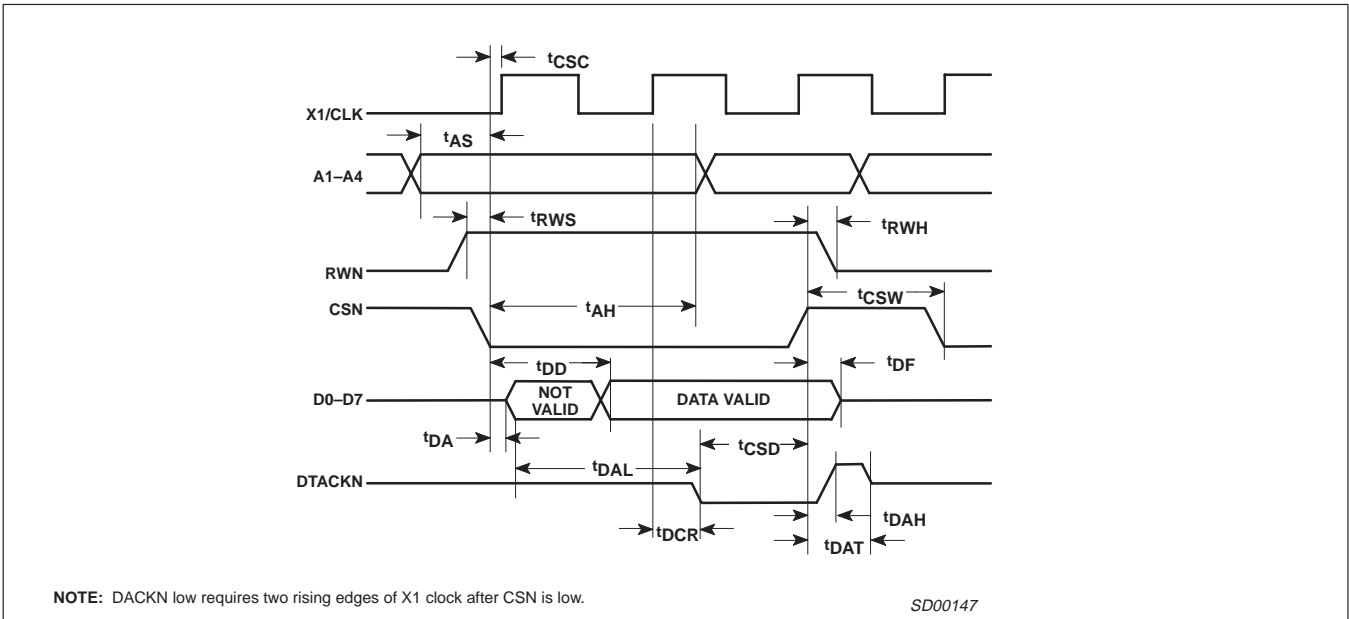 tCSC
X1/CLK
tAS
A1–A4
tRWS
tRWH
RWN
tCSW
CSN
tAH
tDD
tDF
D0–D7
NOT
VALID
DATA VALID
tDA
tCSD
tDAL
DTACKN
tDCR
tDAH
tDAT
NOTE: DACKN low requires two rising edges of X1 clock after CSN is low.
SD00147